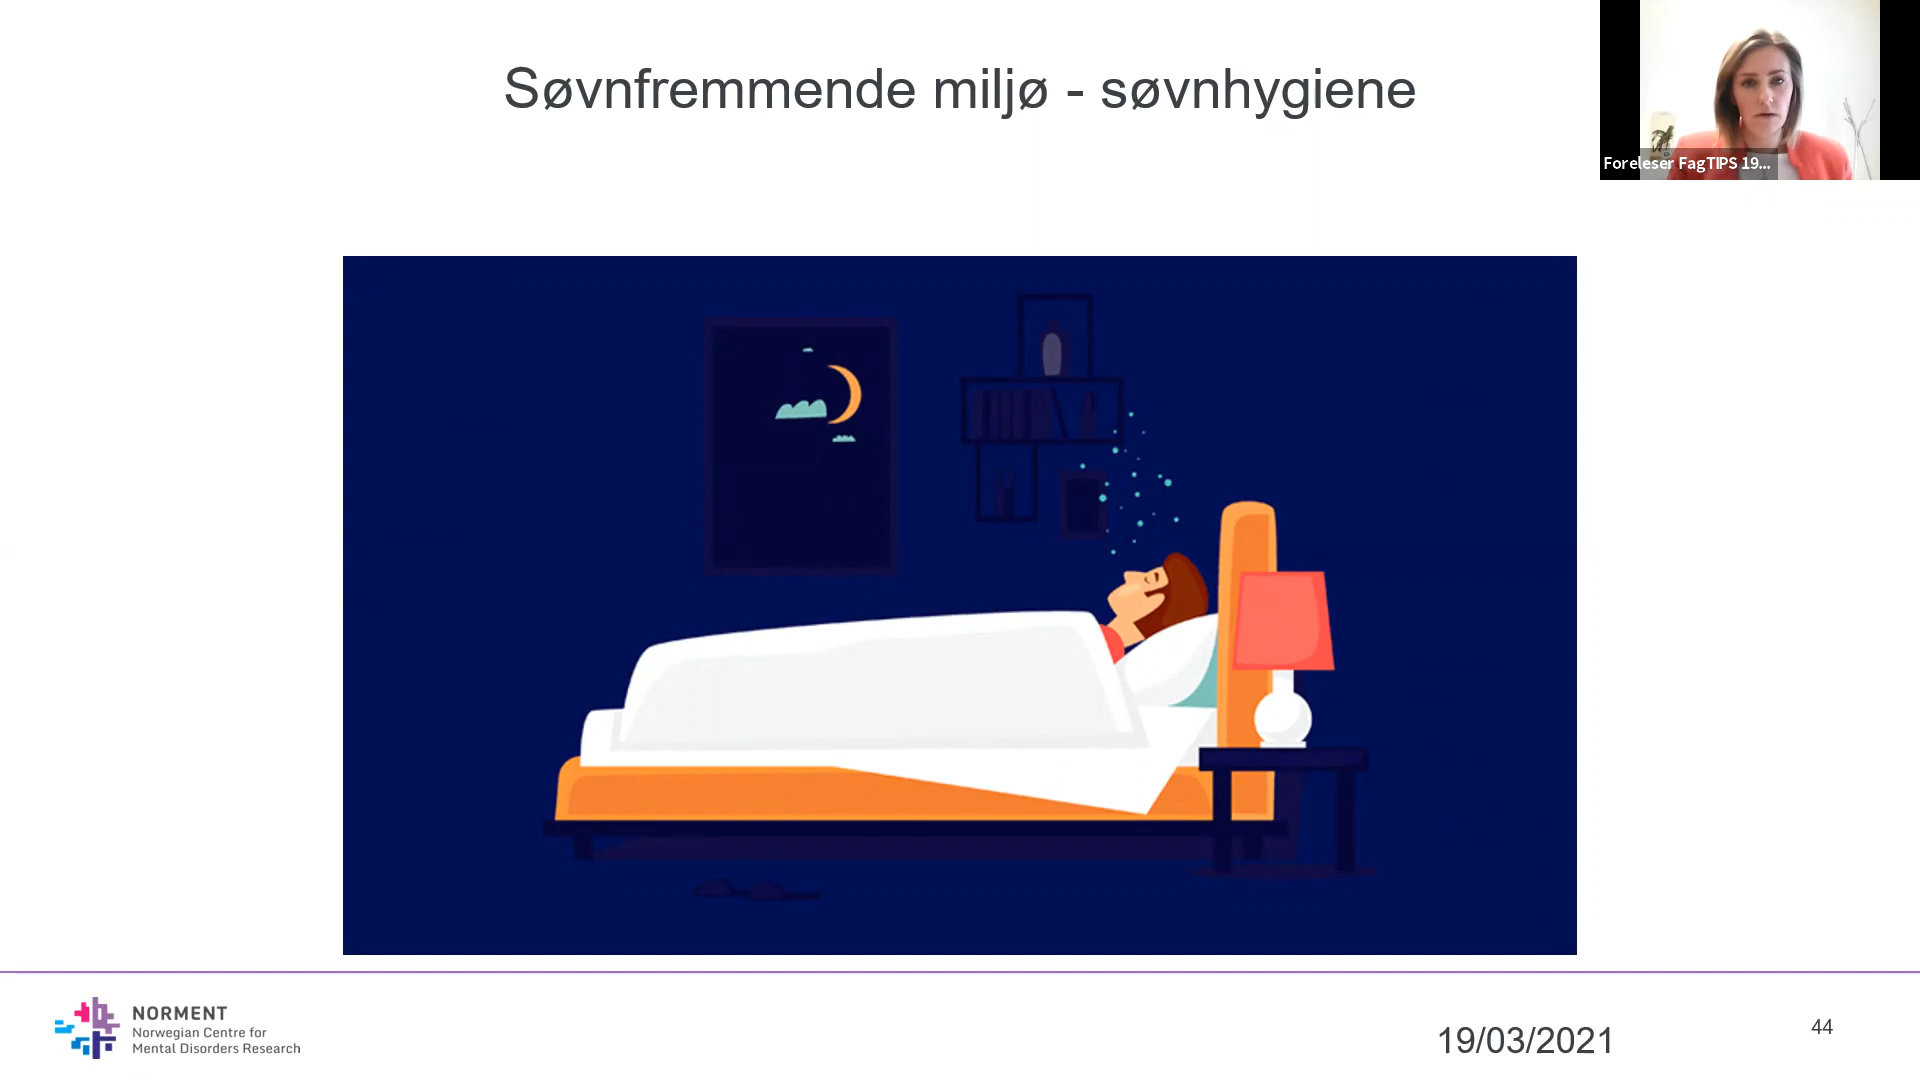 Søvnfremmende miljø - søvnhygiene
Foreleser FagTIPS 19...
NORMENT
Norwegian Centre for
Mental Disorders Research
19/03/2021
44